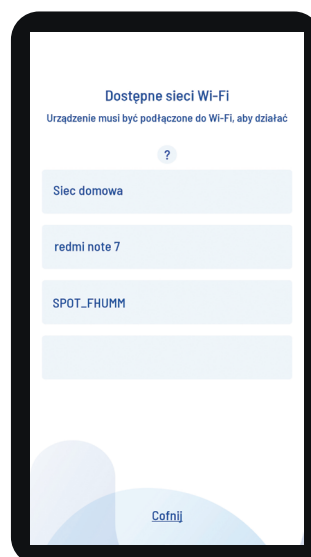 Dostępne sieci Wi-Fi
Urządzenie musi być podłączone do Wi-Fi, aby działać
?
Siec domowa
redmi note 7
SPOT_FHUMM
Cofnij